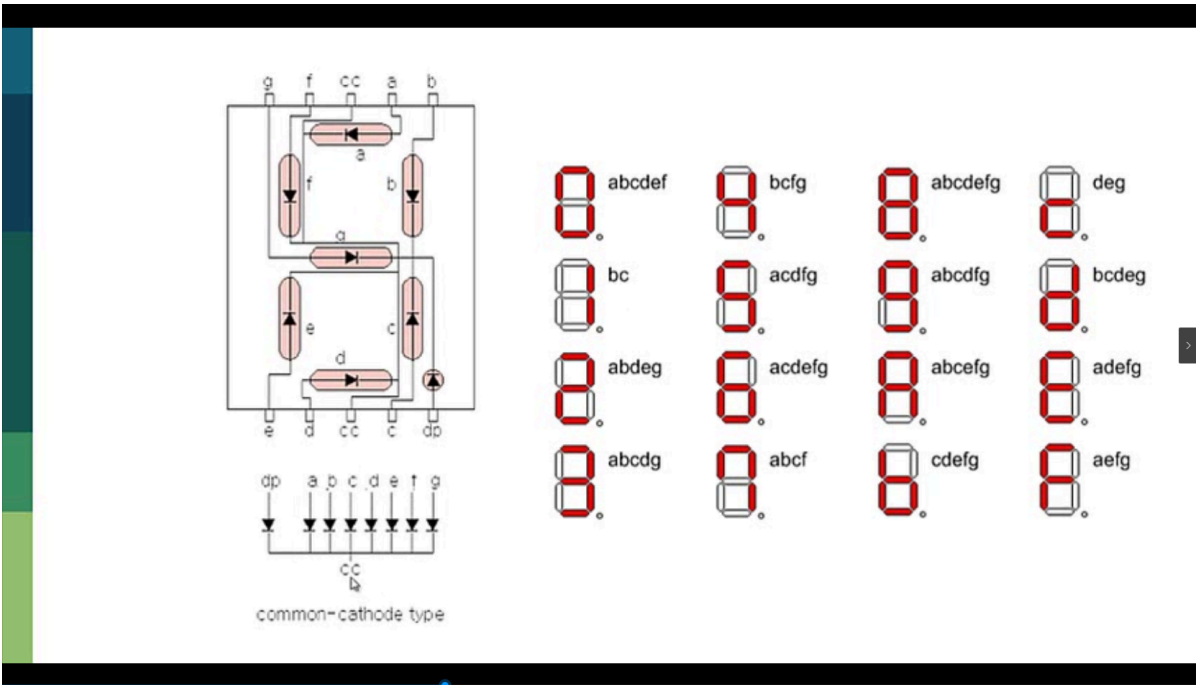 g f cc a b
a
f b
g
e c
d
e d cc c dp
dp a b c d e f g
cc
common-cathode type
abcdef
bc
abdeg
abcdg
bcfg
acdfg
acdefg
abcf
abcdefg
abcdfg
abcefg
cdefg
deg
bcdeg
adefg
aefg